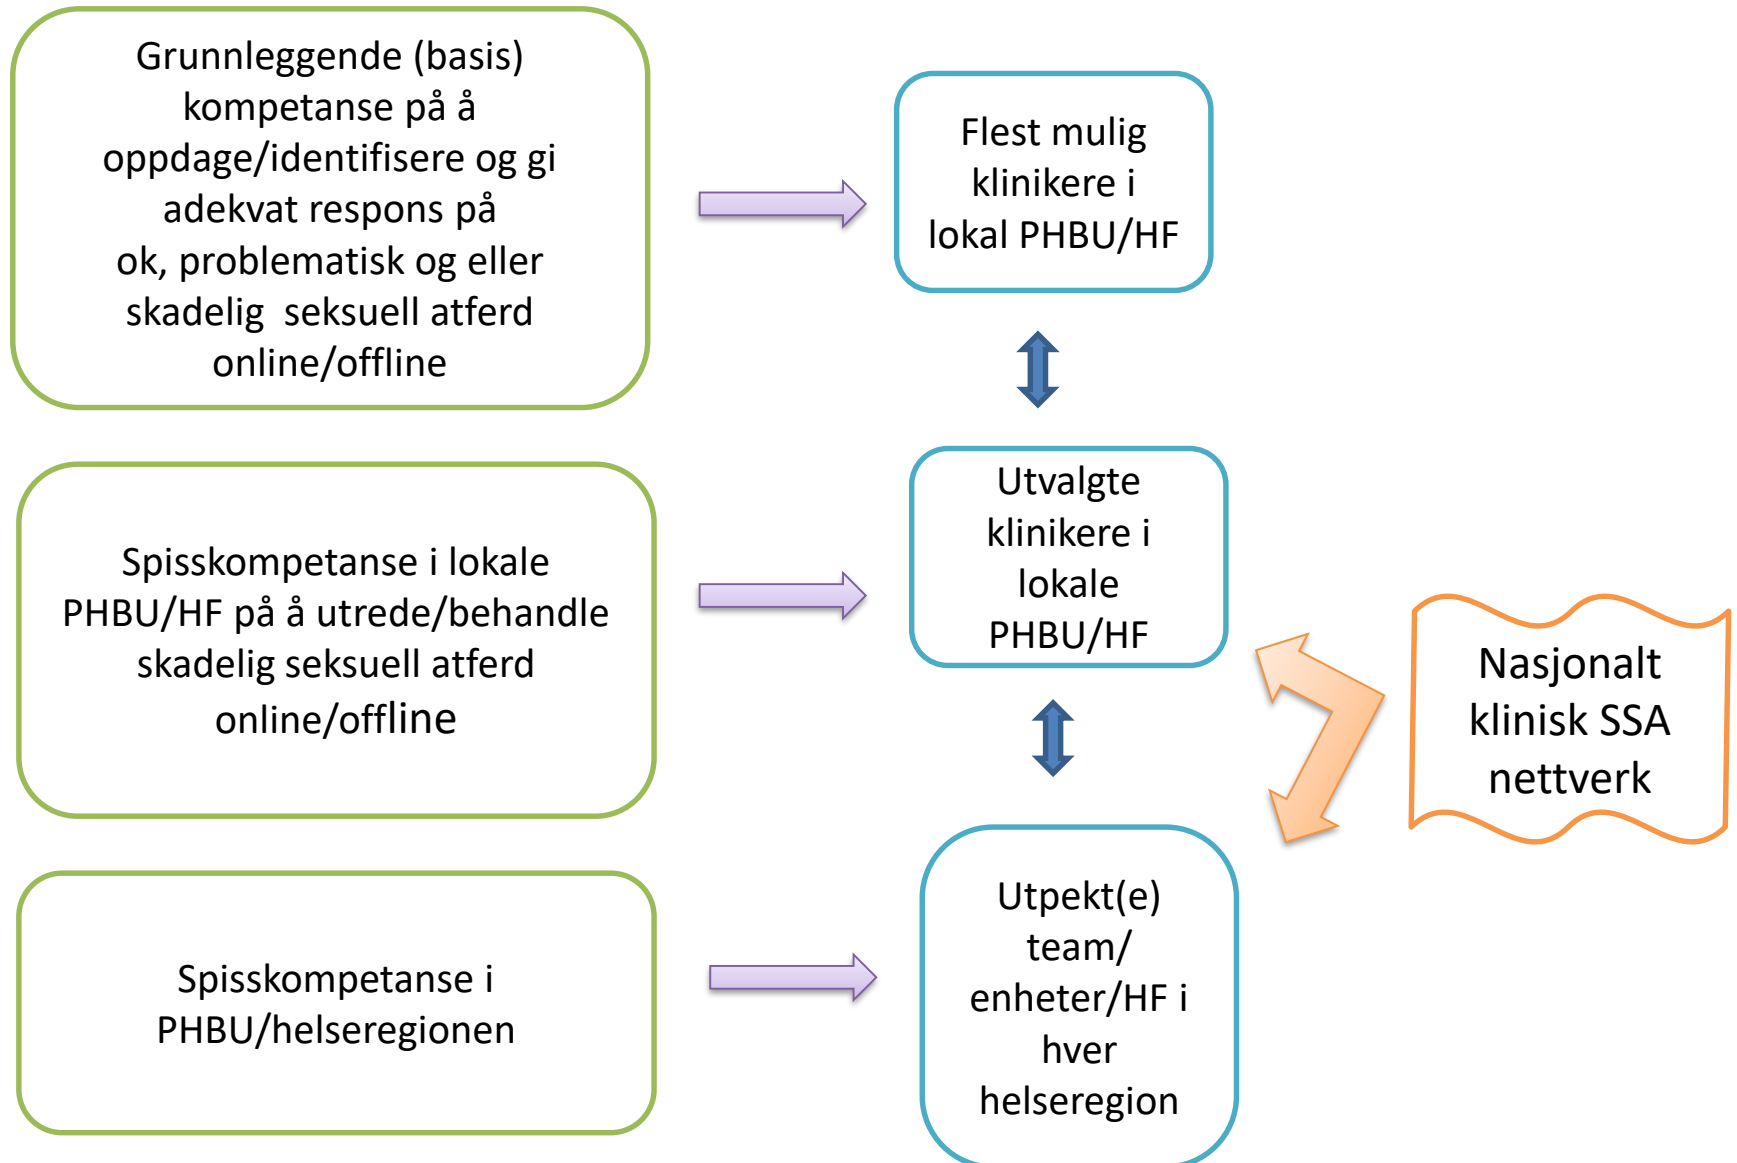 Grunnleggende (basis)
kompetanse på å
oppdage/identifisere og gi
adekvat respons på
ok, problematisk og eller
skadelig  seksuell atferd
online/offline
Flest mulig
klinikere i
lokal PHBU/HF
Spisskompetanse i lokale
PHBU/HF på å utrede/behandle
skadelig seksuell atferd
online/offline
Utvalgte
klinikere i
lokale
PHBU/HF
Nasjonalt
klinisk SSA
nettverk
Spisskompetanse i
PHBU/helseregionen
Utpekt(e)
team/
enheter/HF i
hver
helseregion